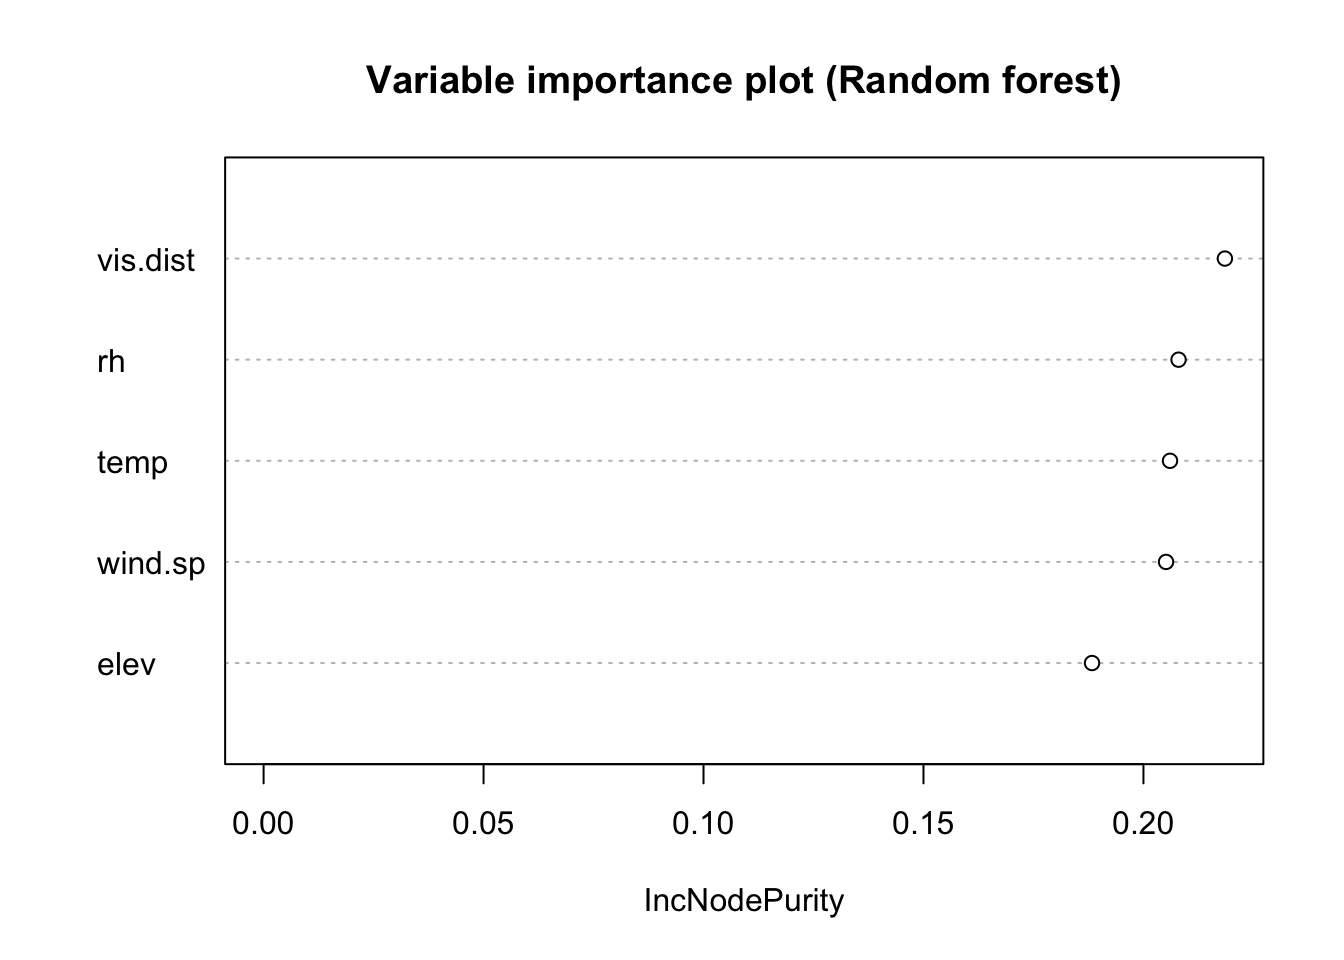 Variable importance plot (Random forest)
vis.dist
rh
temp
wind.sp
elev
0.00 0.05 0.10 0.15 0.20
IncNodePurity